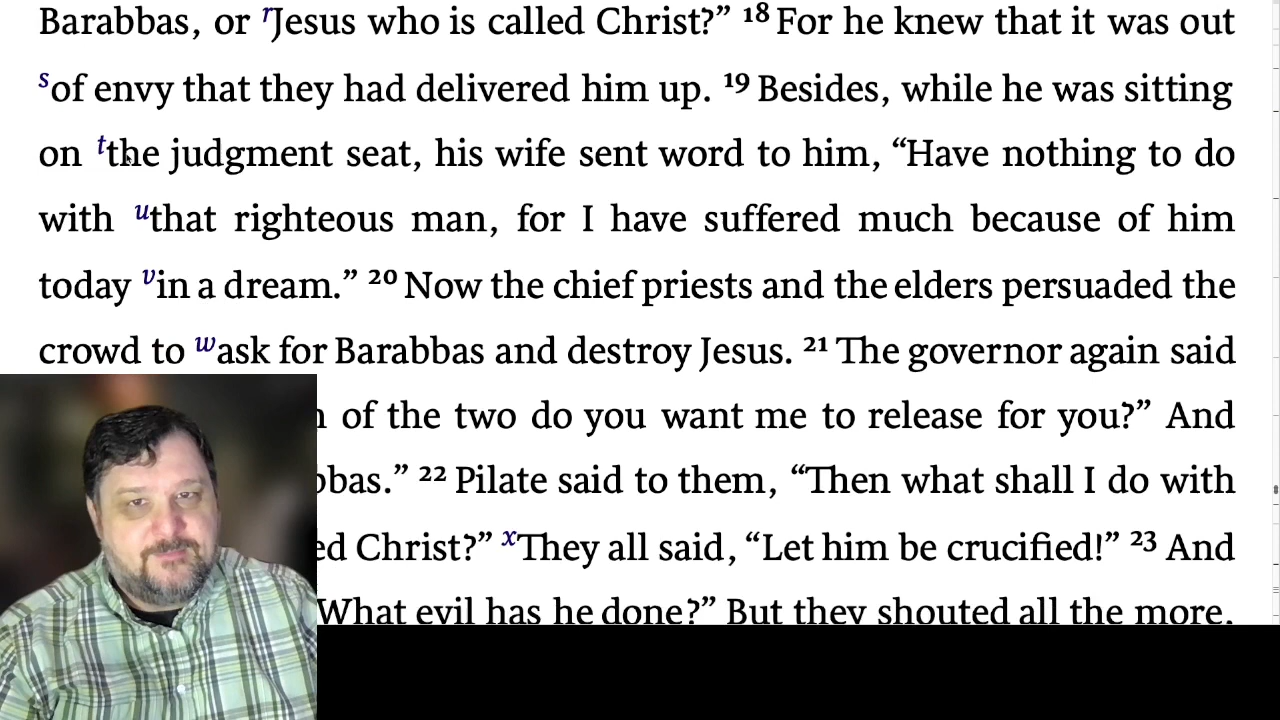 Barabbas, or rJesus who is called Christ?” 18 For he knew that it was out
sof envy that they had delivered him up. 19 Besides, while he was sitting
on tthe judgment seat, his wife sent word to him, “Have nothing to do
with uthat righteous man, for I have suffered much because of him
today vin a dream.” 20 Now the chief priests and the elders persuaded the
crowd to wask for Barabbas and destroy Jesus. 21 The governor again said
of the two do you want me to release for you?” And
bbas.” 22 Pilate said to them, “Then what shall I do with
ed Christ?” xThey all said, “Let him be crucified!” 23 And
What evil has he done?” But they shouted all the more,